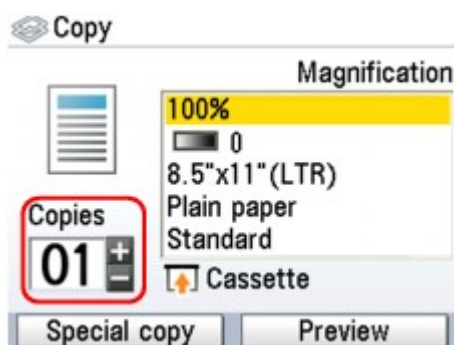 Copy
Magnification
100%
0
8.5"x11"(LTR)
Plain paper
Standard
Copies
01 + -
Cassette
Special copy
Preview